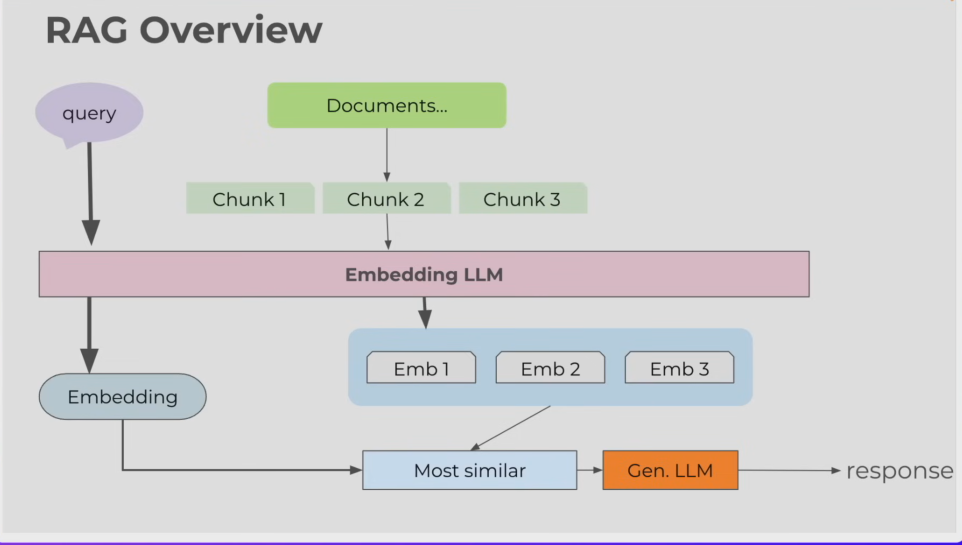 RAG Overview
query
Documents...
Chunk 1
Chunk 2
Chunk 3
Embedding LLM
Emb 1
Emb 2
Emb 3
Embedding
Most similar
Gen. LLM
response